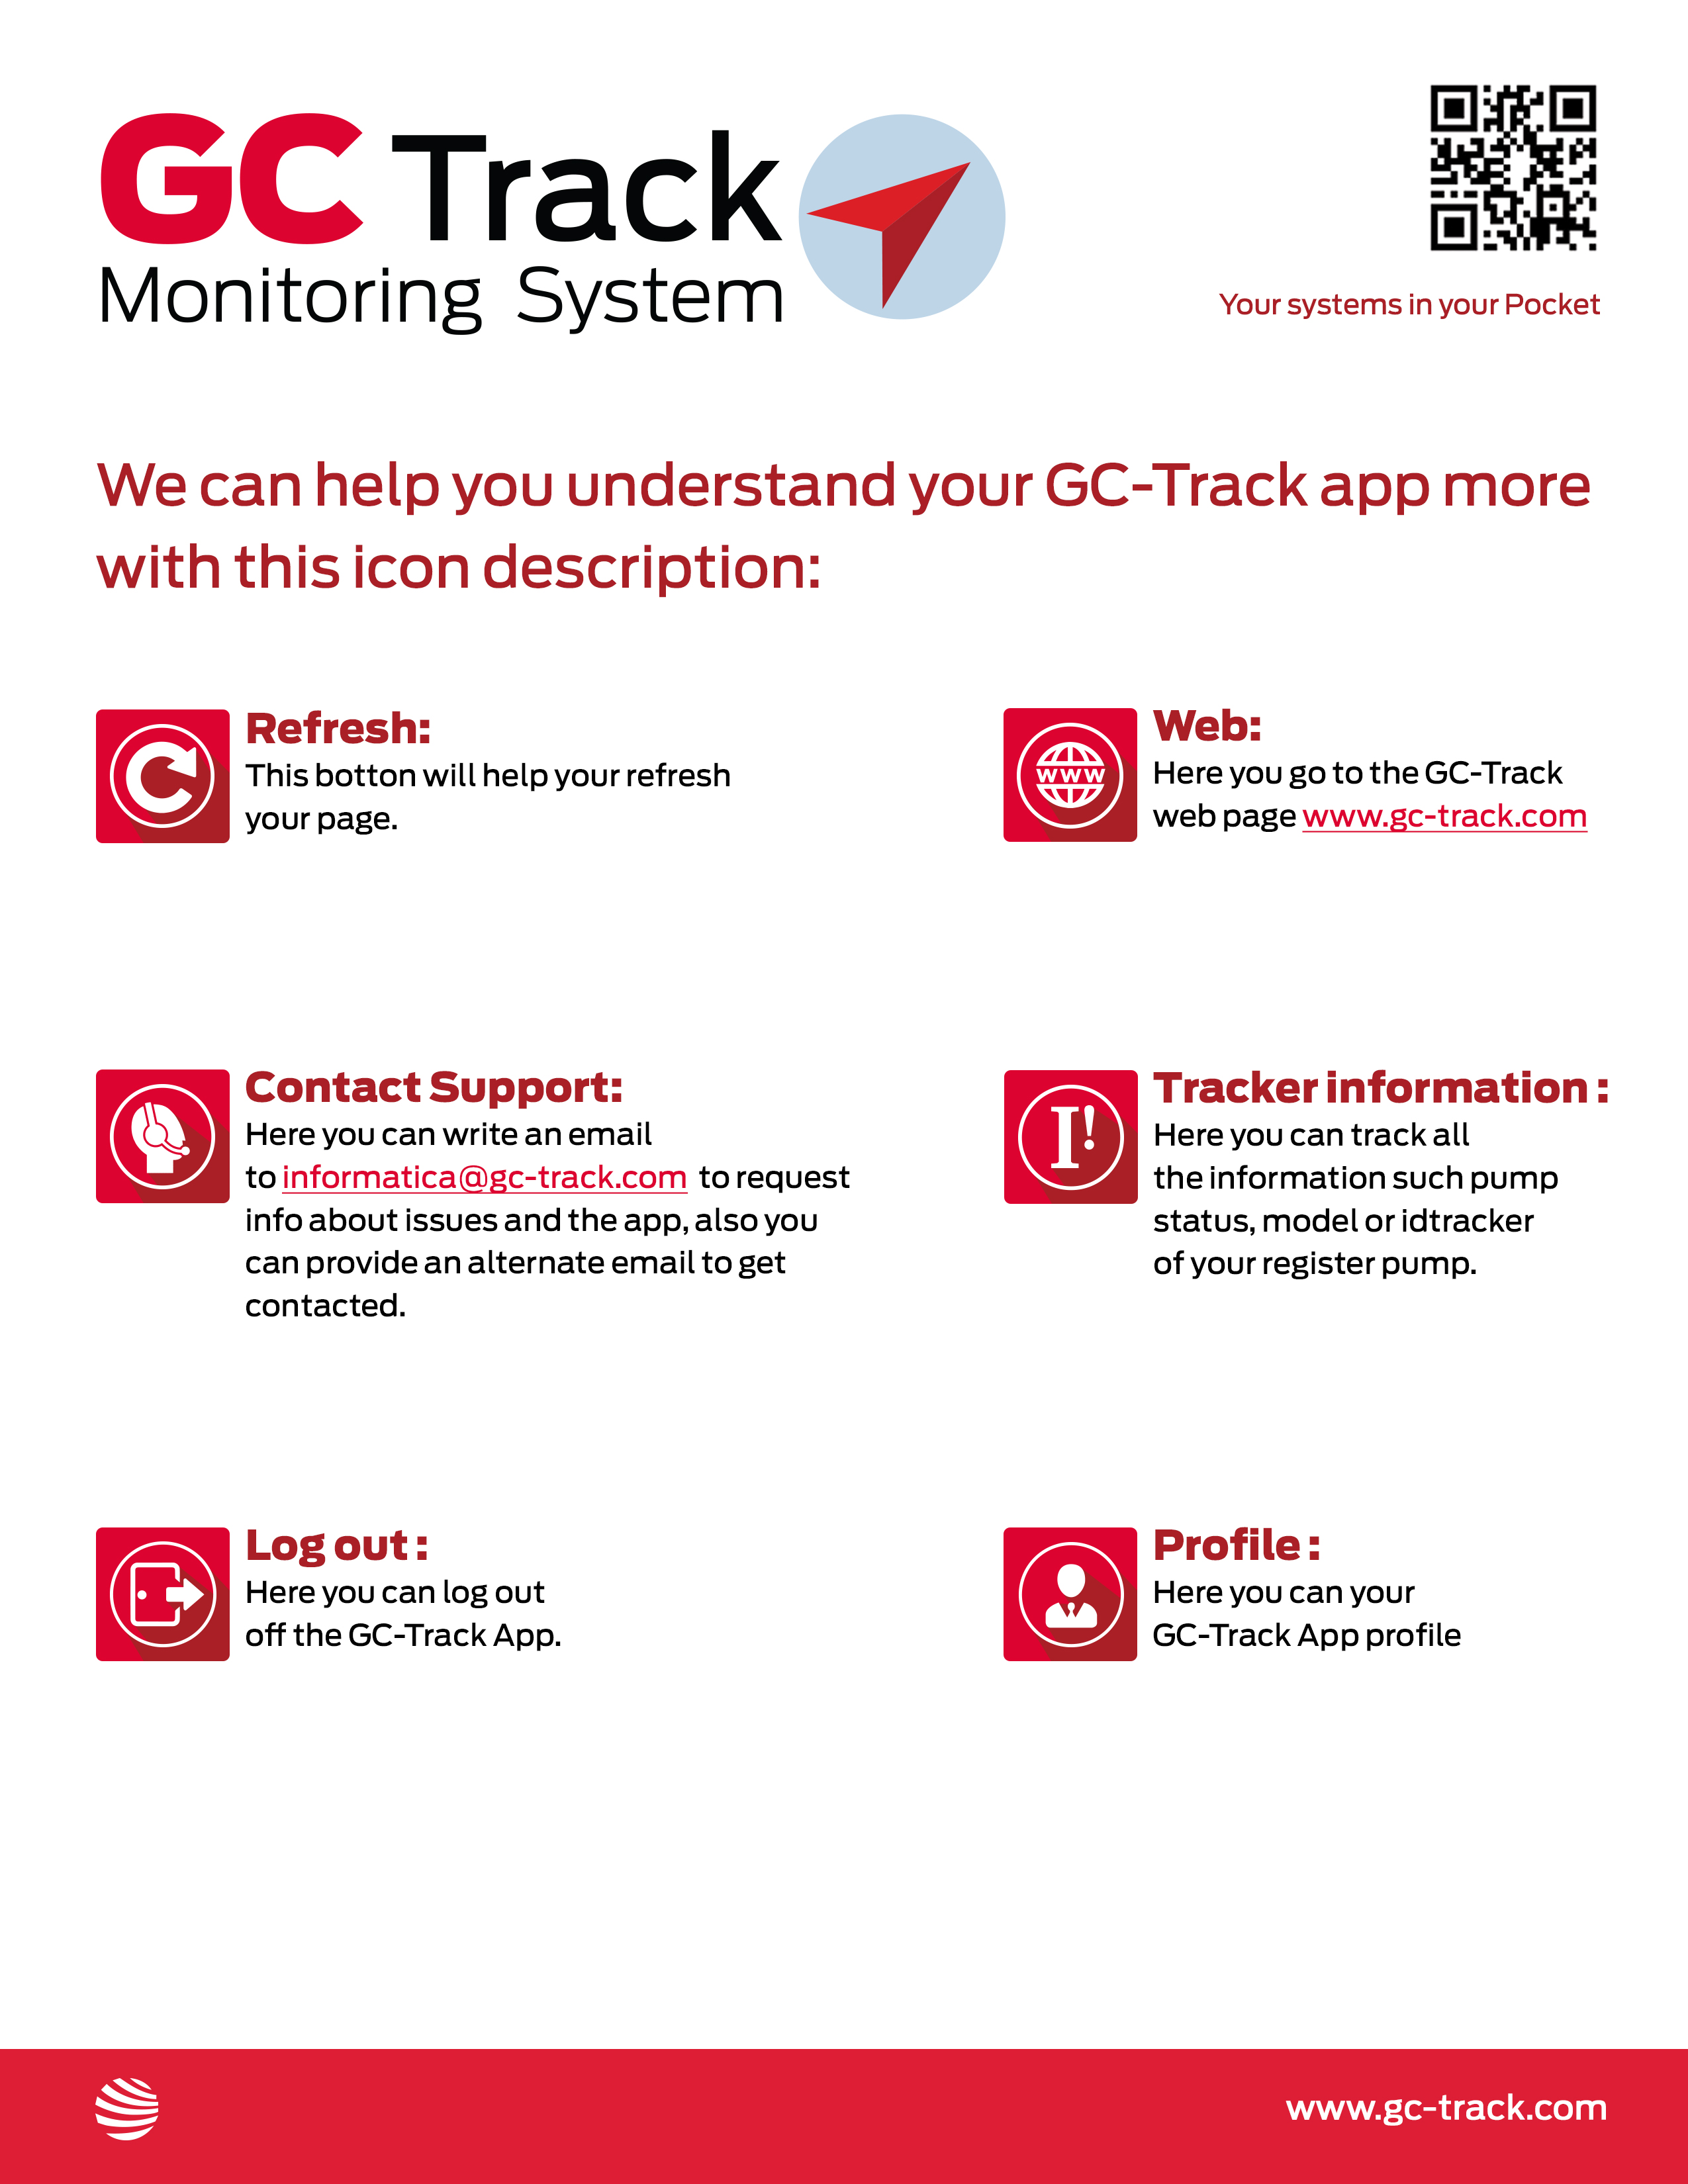 GC Track
Monitoring System
Your systems in your Pocket
We can help you understand your GC-Track app more
with this icon description:
Refresh:
This botton will help your refresh
your page.
WWW
Web:
Here you go to the GC-Track
web page www.gc-track.com
Contact Support:
Here you can write an email
to informatica@gc-track.com to request
info about issues and the app, also you
can provide an alternate email to get
contacted.
I!
Tracker information :
Here you can track all
the information such pump
status, model or idtracker
of your register pump.
Log out :
Here you can log out
off the GC-Track App.
Profile :
Here you can your
GC-Track App profile
www.gc-track.com